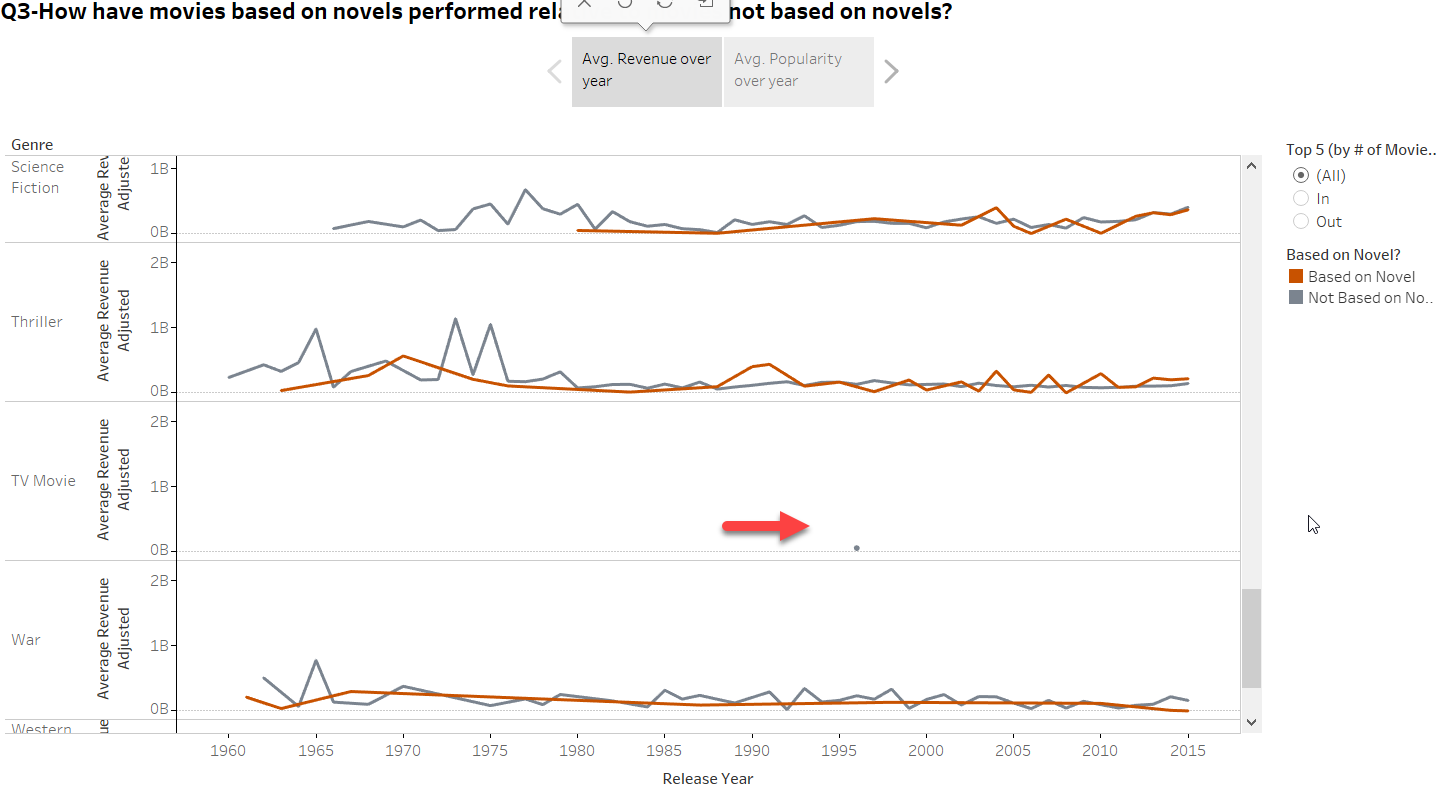 Q3-How have movies based on novels performed rel not based on novels?
Avg. Revenue over
year
Avg. Popularity
over year
Genre
Science
Fiction
Average Rev
Adjuste
1B
0B
Thriller
Average Revenue
Adjusted
2B
1B
0B
TV Movie
Average Revenue
Adjusted
2B
1B
0B
War
Average Revenue
Adjusted
2B
1B
0B
Western
1960 1965 1970 1975 1980 1985 1990 1995 2000 2005 2010 2015
Release Year
Top 5 (by # of Movie..
(All)
In
Out
Based on Novel?
Based on Novel
Not Based on No..